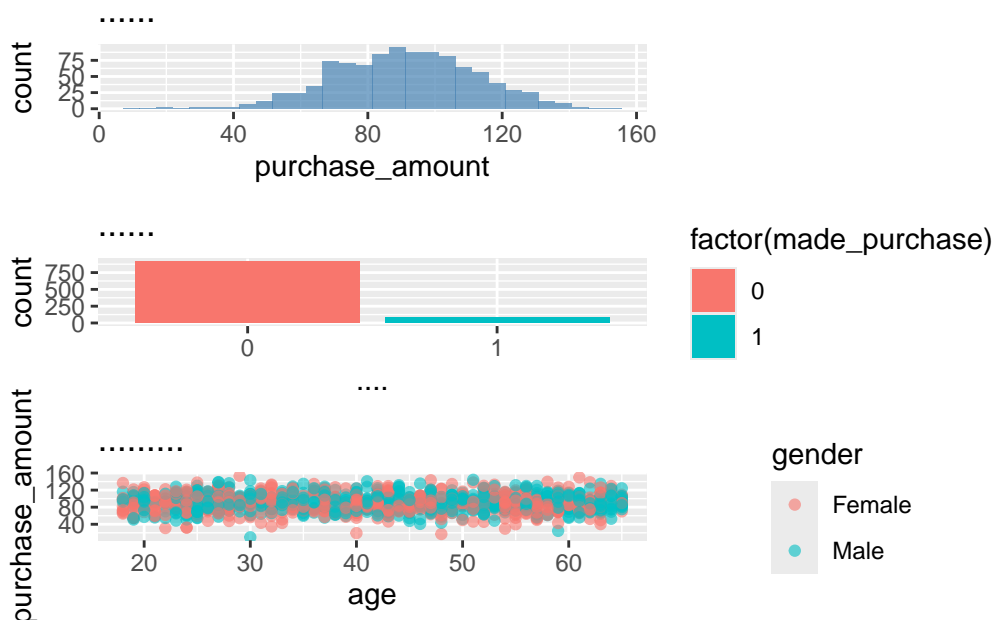 ......
count
75
50
25
0
0 40 80 120 160
purchase_amount
......
count
750
500
250
0
0 1
....
factor(made_purchase)
0
1
.........
purchase_amount
160
120
80
40
20 30 40 50 60
age
gender
Female
Male